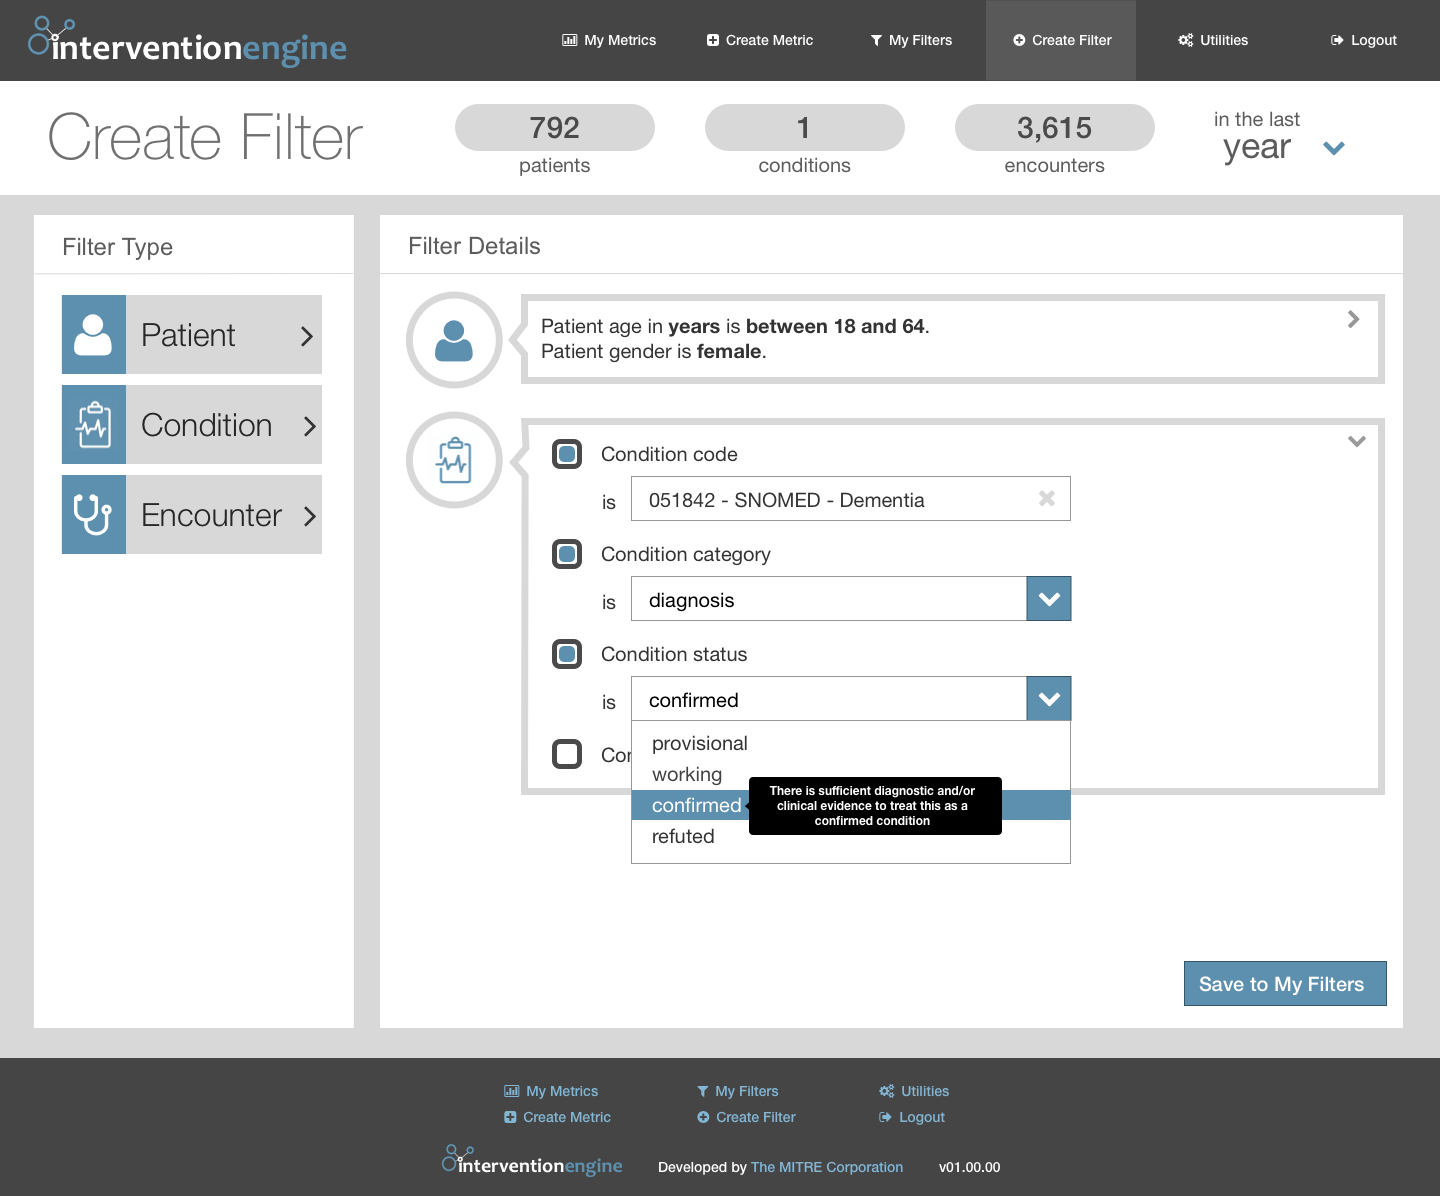 interventionengine
My Metrics
Create Metric
My Filters
Create Filter
Utilities
Logout
Create Filter
792
patients
1
conditions
3,615
encounters
in the last
year
Filter Type
Patient
Condition
Encounter
Filter Details
Patient age in years is between 18 and 64.
Patient gender is female.
Condition code
is 051842 - SNOMED - Dementia
Condition category
is diagnosis
Condition status
is confirmed
provisional
working
confirmed
refuted
There is sufficient diagnostic and/or
clinical evidence to treat this as a
confirmed condition
Save to My Filters
My Metrics
My Filters
Utilities
Create Metric
Create Filter
Logout
interventionengine
Developed by The MITRE Corporation
v01.00.00